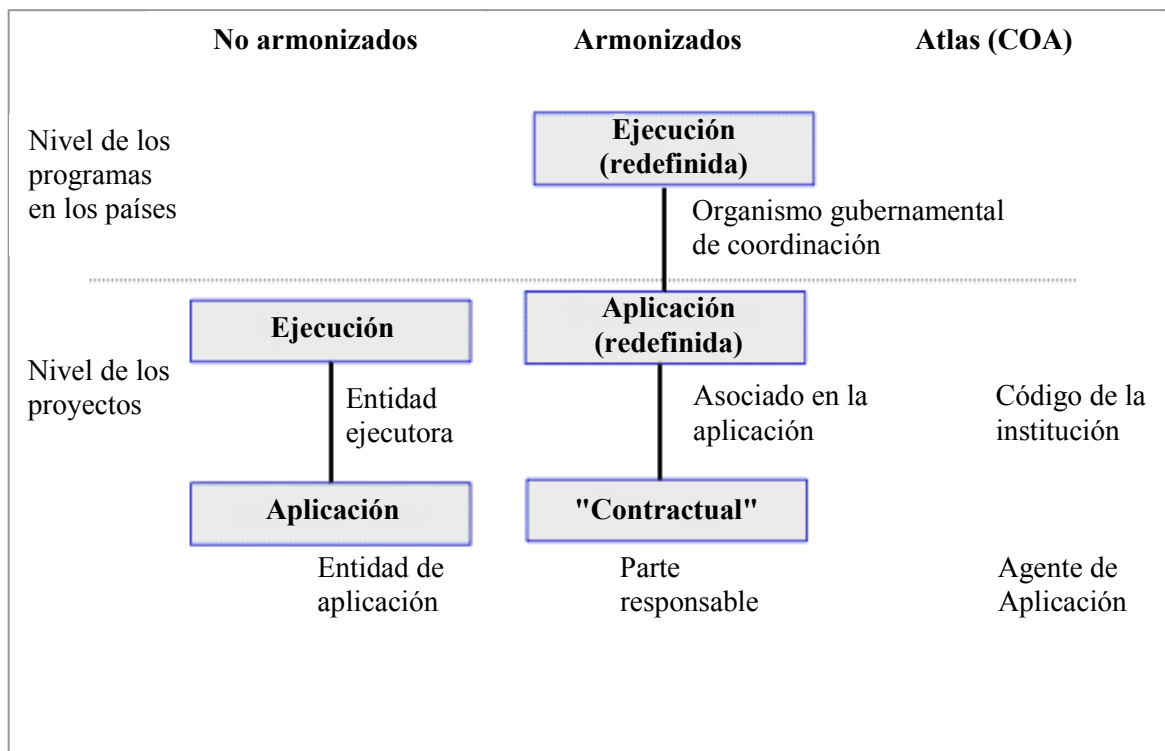 No armonizados
Armonizados
Atlas (COA)
Nivel de los
programas
en los países
Ejecución
(redefinida)
Organismo gubernamental
de coordinación
Nivel de los
proyectos
Ejecución
Entidad
ejecutora
Aplicación
Entidad de
aplicación
Aplicación
(redefinida)
Asociado en la
aplicación
"Contractual"
Parte
responsable
Código de la
institución
Agente de
Aplicación